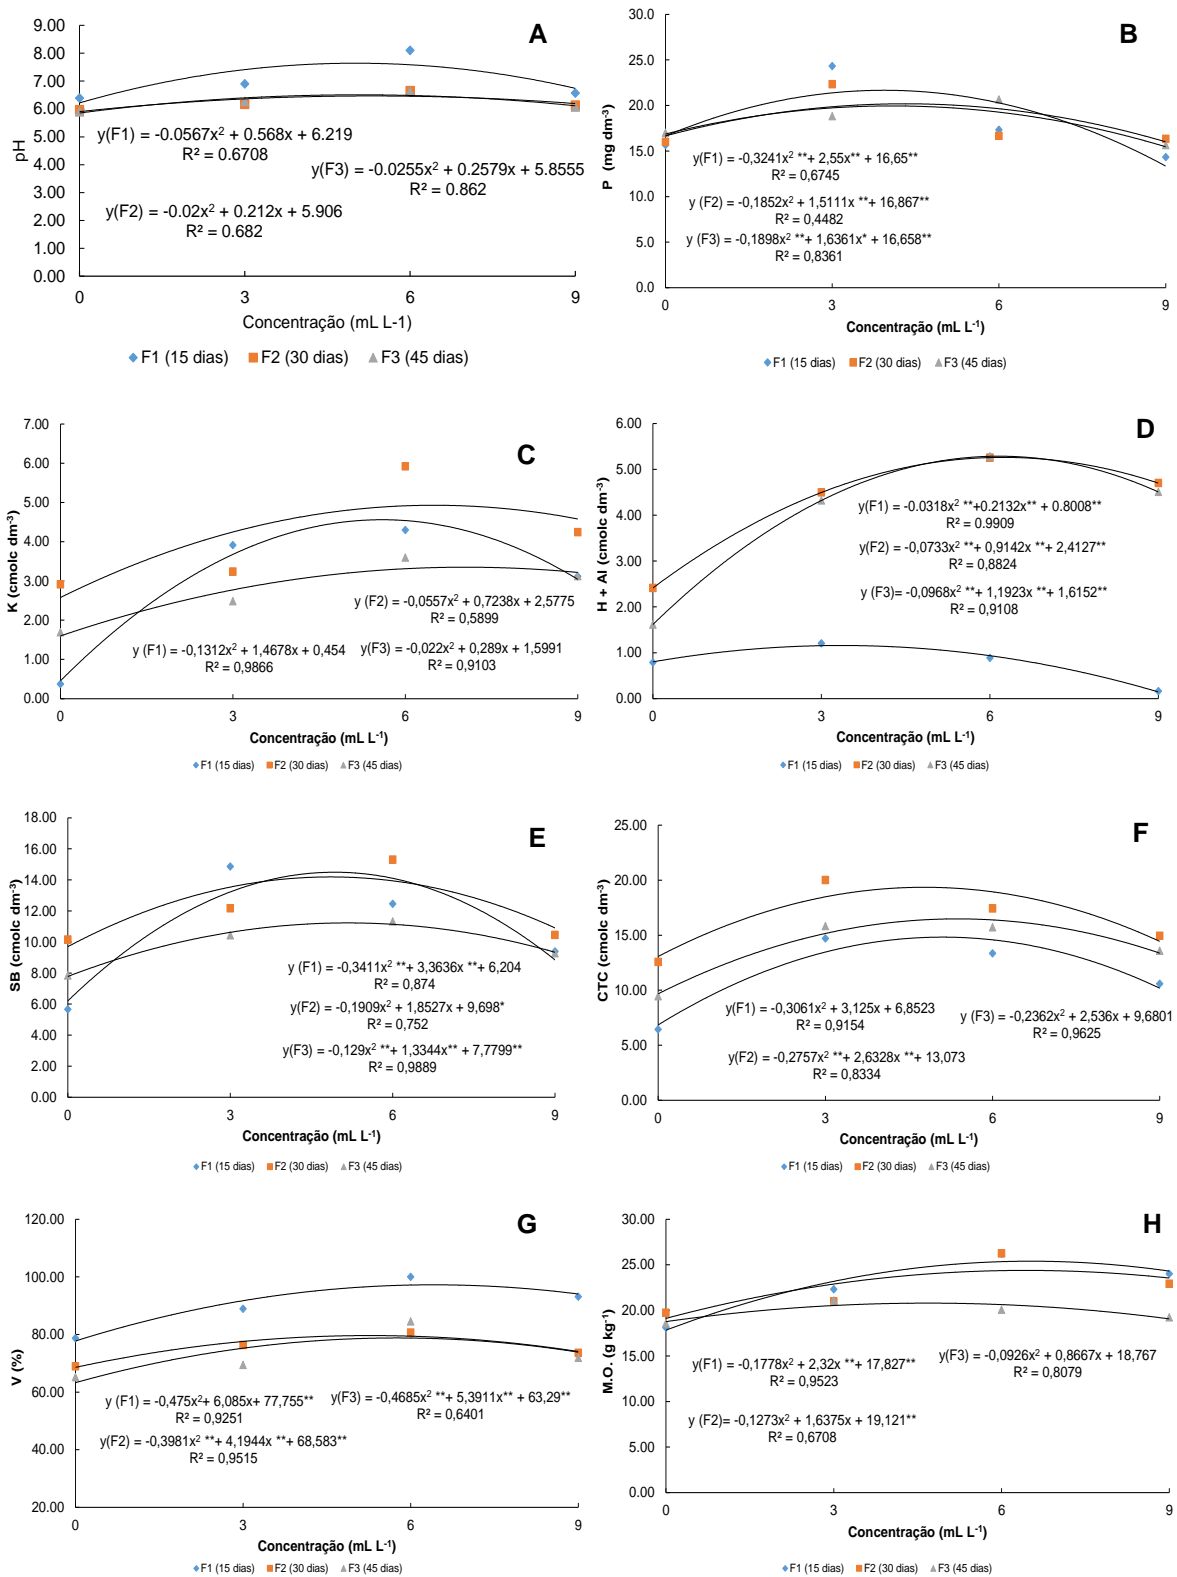 A
pH
9.00
8.00
7.00
6.00
5.00
4.00
3.00
2.00
1.00
0.00
y(F1) = -0.0567x² + 0.568x + 6.219
R² = 0.6708
y(F3) = -0.0255x² + 0.2579x + 5.8555
R² = 0.862
y(F2) = -0.02x² + 0.212x + 5.906
R² = 0.682
0 3 6 9
Concentração (mL L-1)
F1 (15 dias) F2 (30 dias) F3 (45 dias)
B
P (mg dm⁻³)
30.0
25.0
20.0
15.0
10.0
5.0
0.0
y(F1) = -0,3241x² **+ 2,55x** + 16,65**
R² = 0,6745
y (F2) = -0,1852x² + 1,5111x **+ 16,867**
R² = 0,4482
y (F3) = -0,1898x² **+ 1,6361x* + 16,658**
R² = 0,8361
0 3 6 9
Concentração (mL L⁻¹)
F1 (15 dias) F2 (30 dias) F3 (45 dias)
C
K (cmolc dm⁻³)
7.00
6.00
5.00
4.00
3.00
2.00
1.00
0.00
y (F2) = -0,0557x² + 0,7238x + 2,5775
R² = 0,5899
y (F1) = -0,1312x² + 1,4678x + 0,454
R² = 0,9866
y(F3) = -0,022x² + 0,289x + 1,5991
R² = 0,9103
0 3 6 9
Concentração (mL L⁻¹)
F1 (15 dias) F2 (30 dias) F3 (45 dias)
D
H + Al (cmolc dm⁻³)
6.00
5.00
4.00
3.00
2.00
1.00
0.00
y(F1) = -0.0318x² **+0.2132x** + 0.8008**
R² = 0.9909
y(F2) = -0,0733x² **+ 0,9142x **+ 2,4127**
R² = 0,8824
y(F3)= -0,0968x² **+ 1,1923x **+ 1,6152**
R² = 0,9108
0 3 6 9
Concentração (mL L⁻¹)
F1 (15 dias) F2 (30 dias) F3 (45 dias)
E
SB (cmolc dm⁻³)
18.00
16.00
14.00
12.00
10.00
8.00
6.00
4.00
2.00
0.00
y (F1) = -0,3411x² **+ 3,3636x **+ 6,204
R² = 0,874
y (F2) = -0,1909x² + 1,8527x + 9,698*
R² = 0,752
y(F3) = -0,129x² **+ 1,3344x**+ 7,7799**
R² = 0,9889
0 3 6 9
Concentração (mL L⁻¹)
F1 (15 dias) F2 (30 dias) F3 (45 dias)
F
CTC (cmolc dm⁻³)
25.00
20.00
15.00
10.00
5.00
0.00
y(F1) = -0,3061x² + 3,125x + 6,8523
R² = 0,9154
y (F3) = -0,2362x² + 2,536x + 9,6801
R² = 0,9625
y(F2) = -0,2757x² **+ 2,6328x **+ 13,073
R² = 0,8334
0 3 6 9
Concentração (mL L⁻¹)
F1 (15 dias) F2 (30 dias) F3 (45 dias)
G
V (%)
120.00
100.00
80.00
60.00
40.00
20.00
y (F1) = -0,475x²+ 6,085x+ 77,755**
R² = 0,9251
y(F3) = -0,4685x² **+ 5,3911x** + 63,29**
R² = 0,6401
y(F2) = -0,3981x² **+ 4,1944x **+ 68,583**
R² = 0,9515
0 3 6 9
Concentração (mL L⁻¹)
F1 (15 dias) F2 (30 dias) F3 (45 dias)
H
M.O. (g kg⁻¹)
30.00
25.00
20.00
15.00
10.00
5.00
0.00
y(F1) = -0,1778x² + 2,32x **+ 17,827**
R² = 0,9523
y(F3) = -0,0926x² + 0,8667x + 18,767
R² = 0,8079
y (F2)= -0,1273x² + 1,6375x + 19,121**
R² = 0,6708
0 3 6 9
Concentração (mL L⁻¹)
F1 (15 dias) F2 (30 dias) F3 (45 dias)